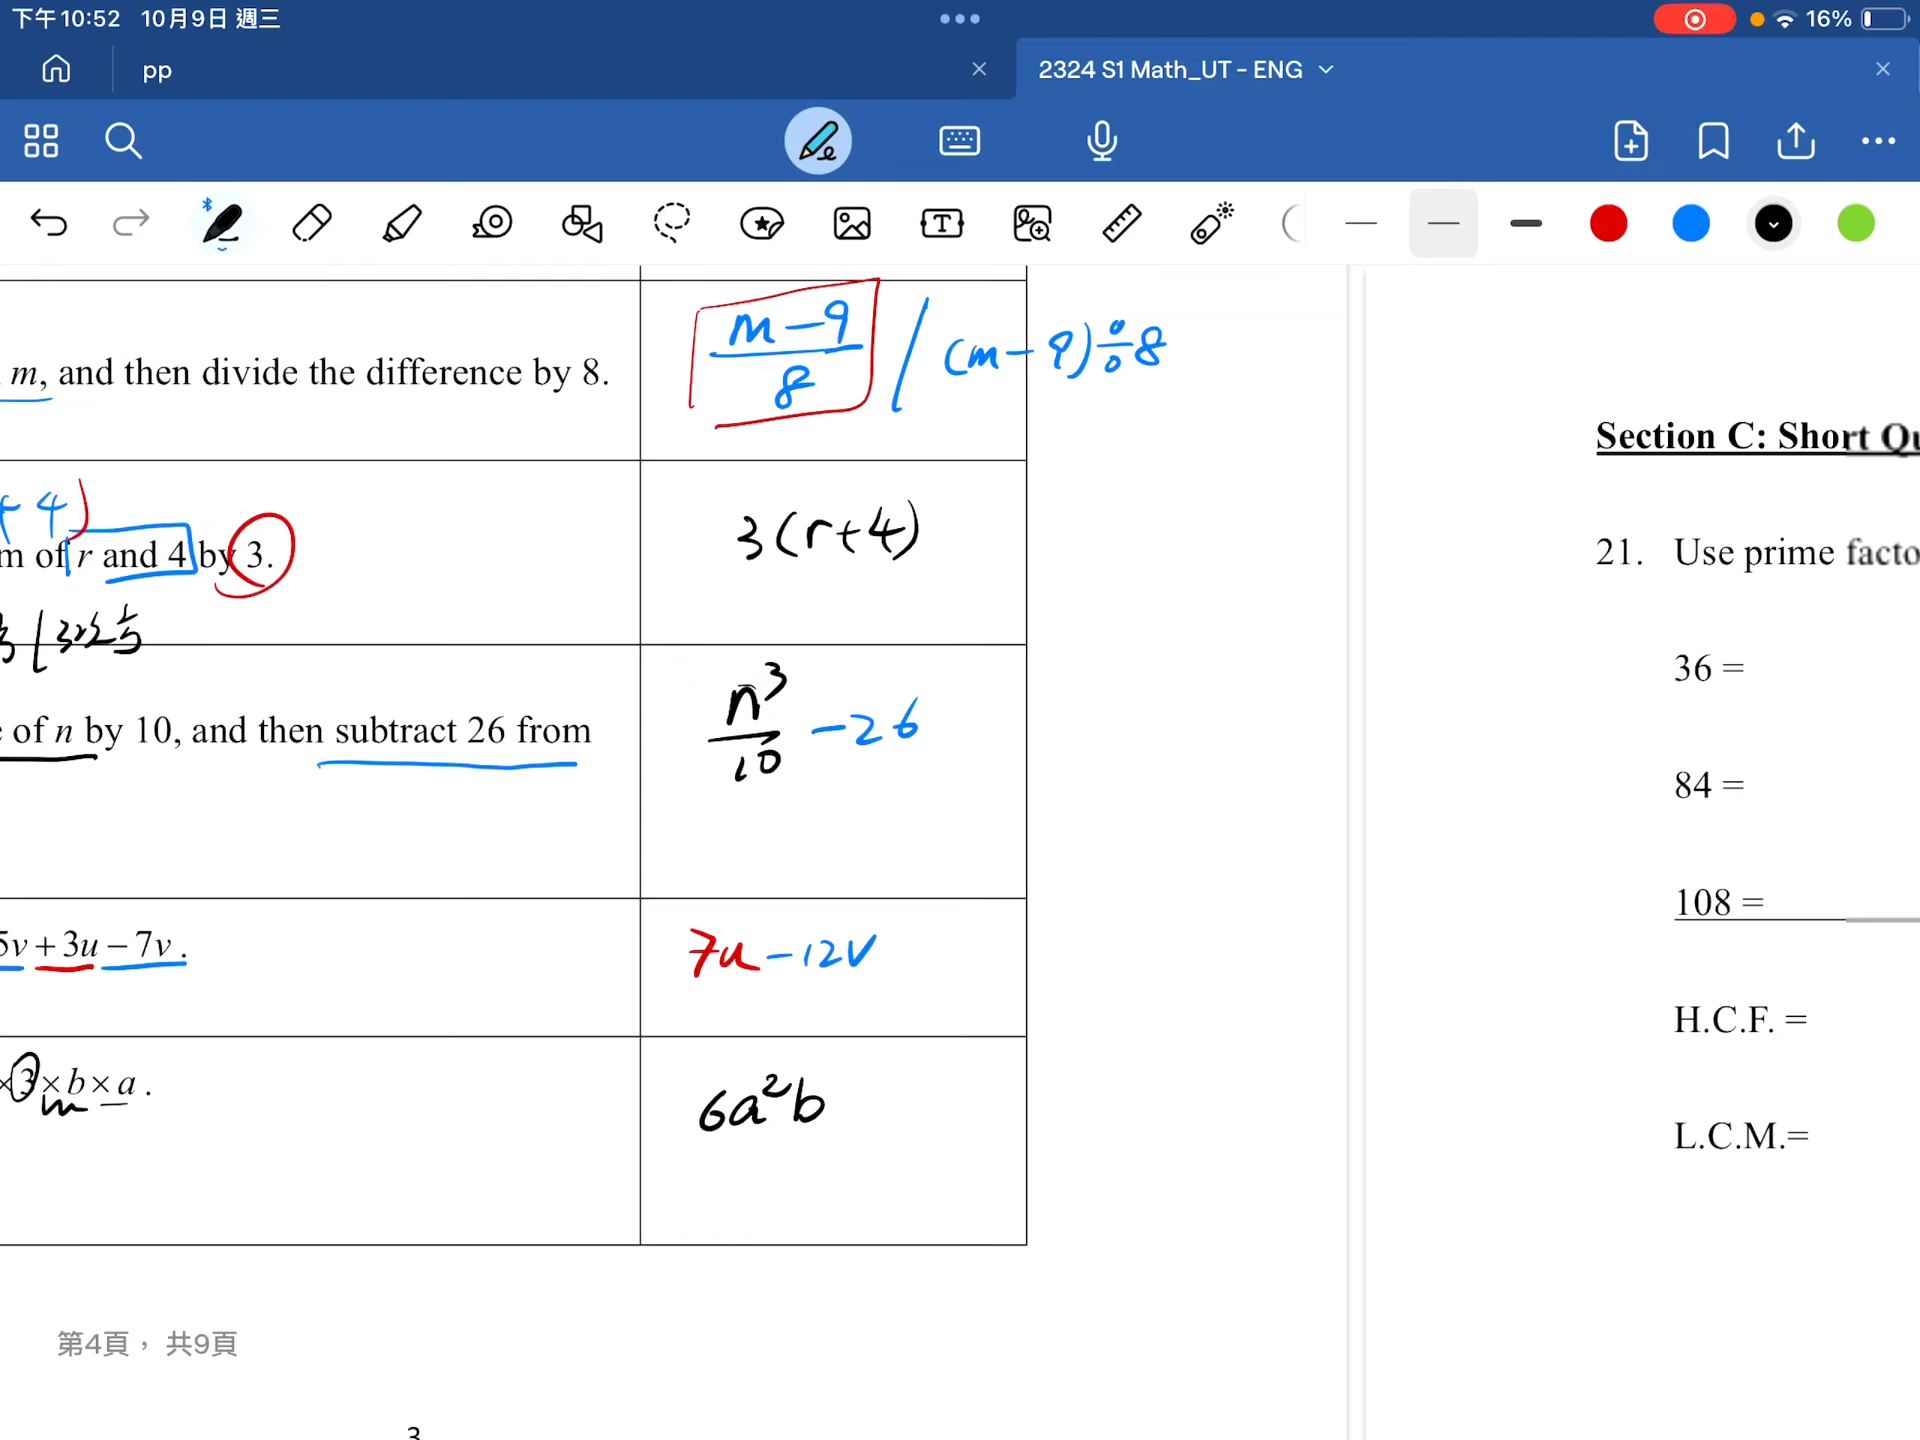 下午10:52 10月9日 週三
16%
pp
2324 S1 Math_UT - ENG
m, and then divide the difference by 8.
m-9
8
/ (m-9)÷8
4)
m of r and 4 by 3.
3(r+4)
of n by 10, and then subtract 26 from
n³
10
-26
5v + 3u − 7v .
7u-12v
×3 × b × a .
6a²b
第4頁， 共9頁
3
Section C: Short Qu
21. Use prime facto
36 =
84 =
108 =
H.C.F. =
L.C.M.=